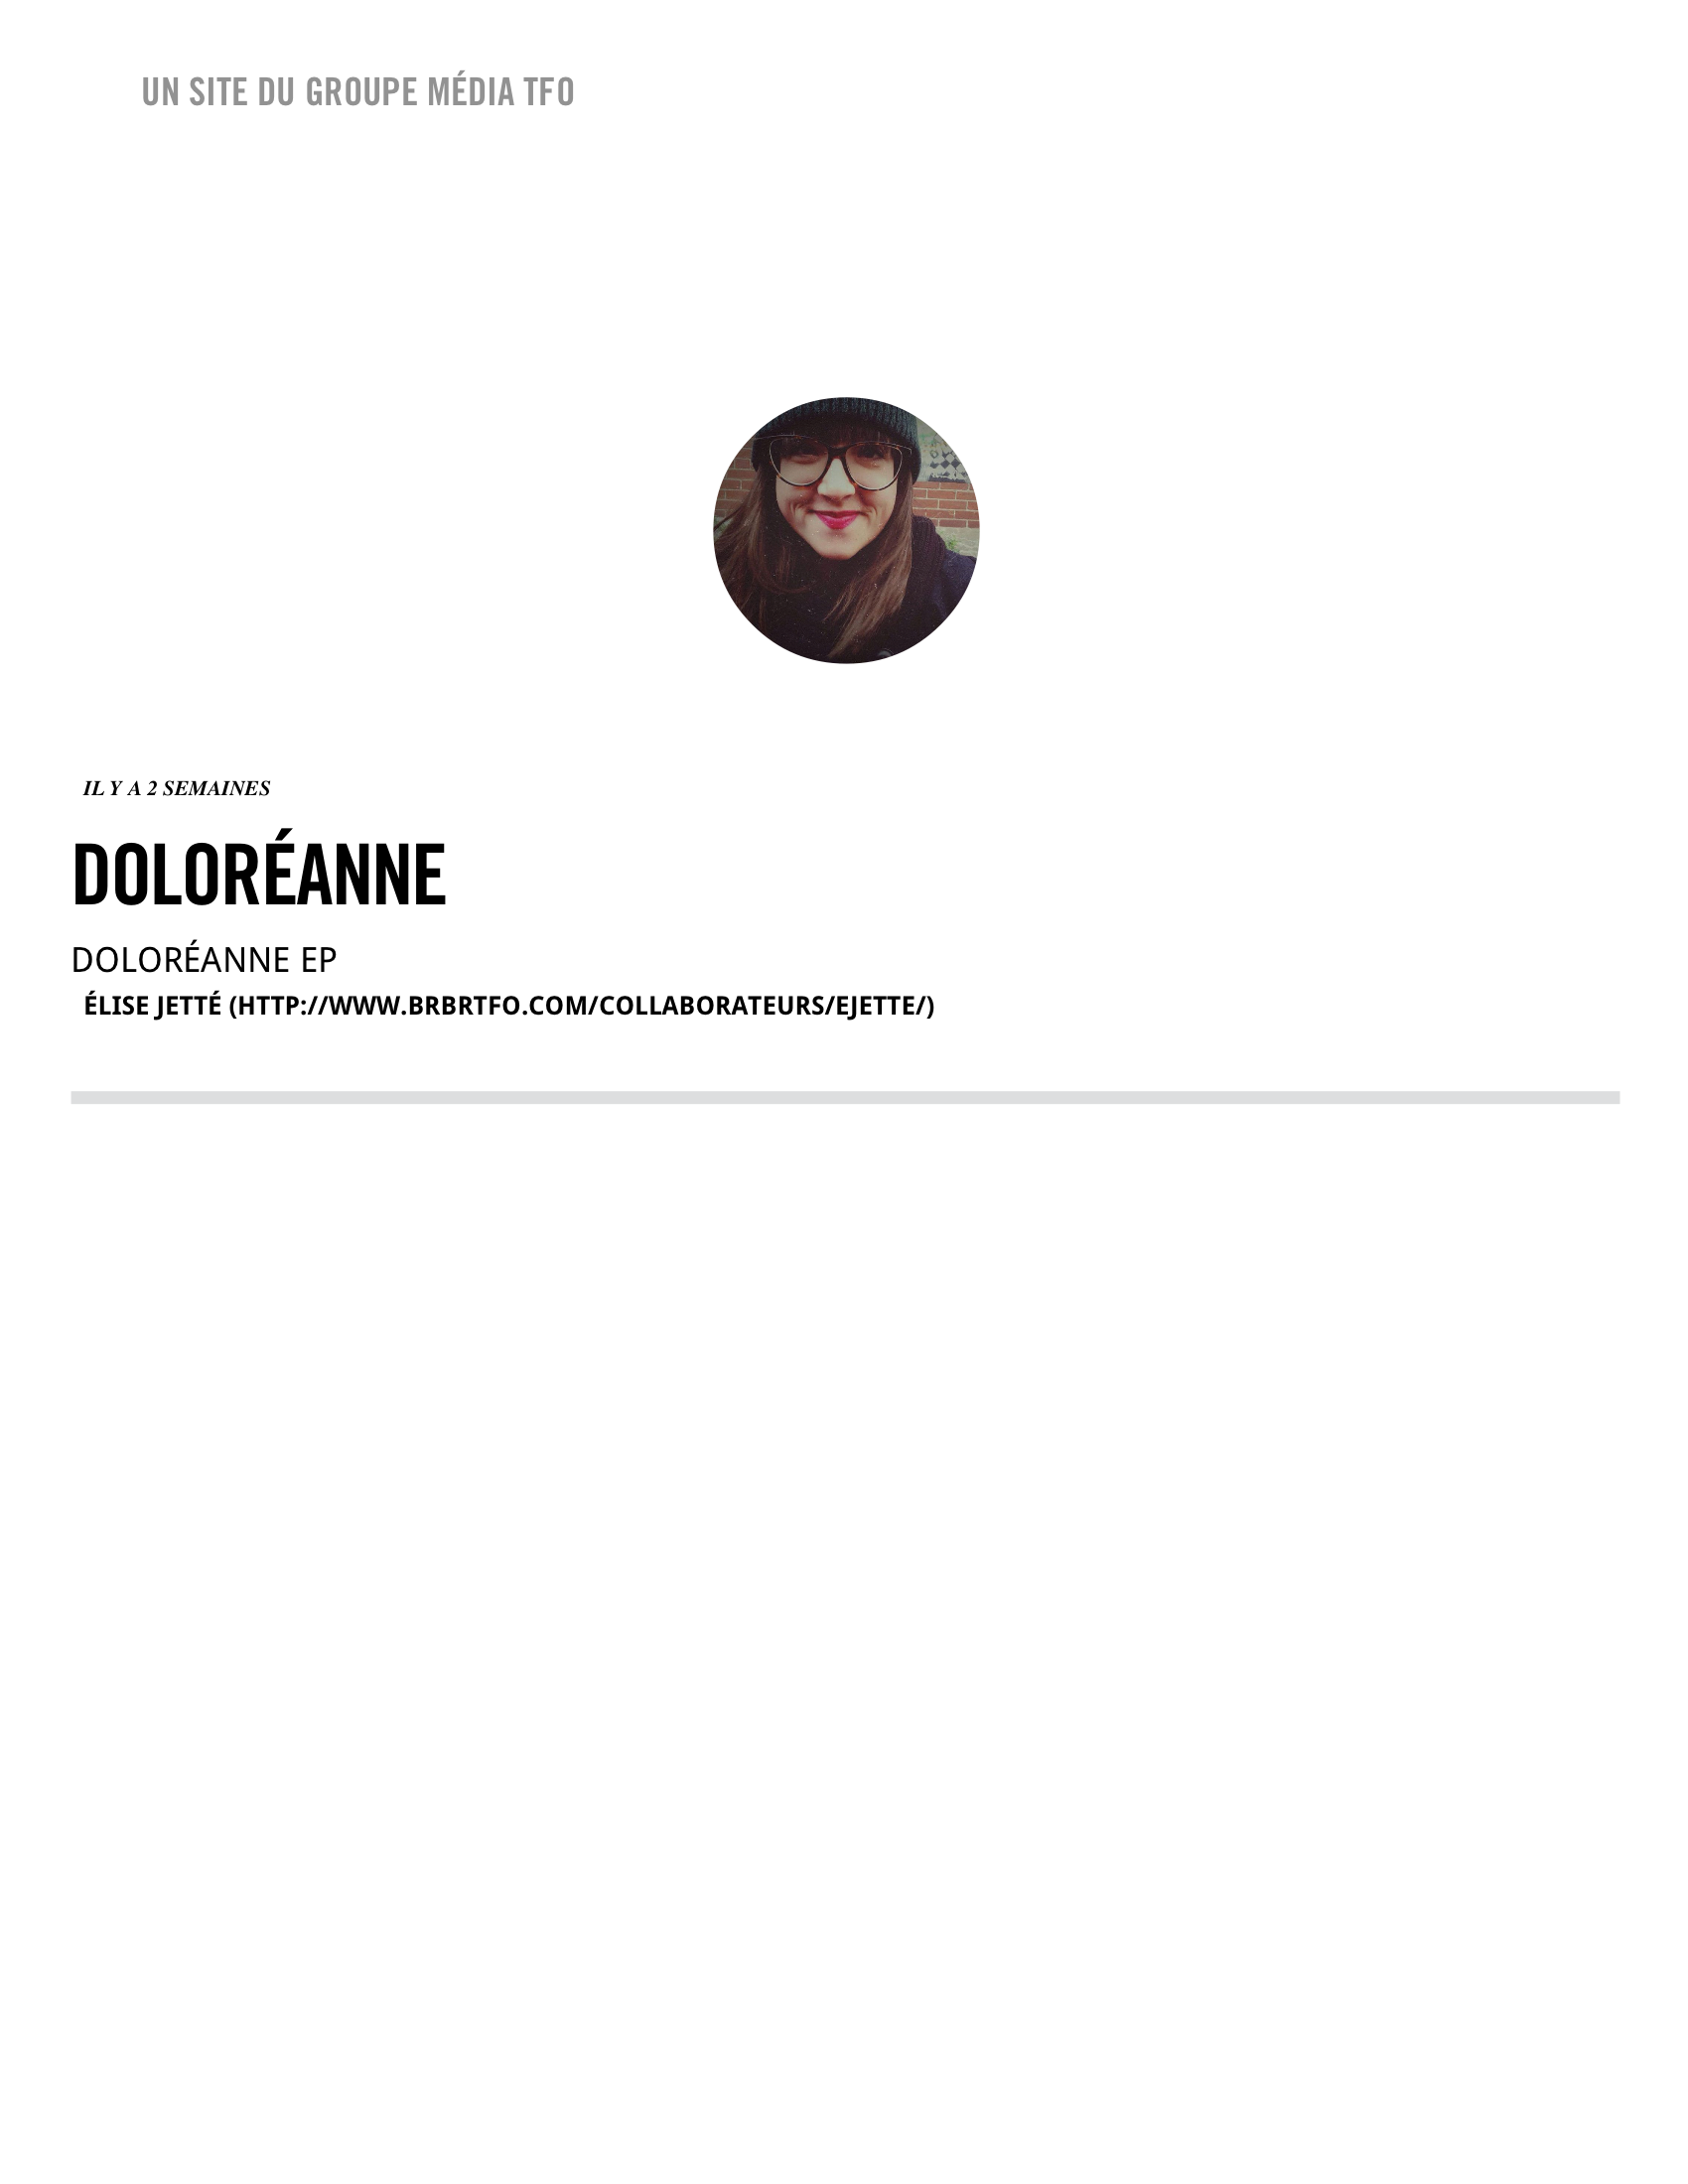 UN SITE DU GROUPE MÉDIA TFO
IL Y A 2 SEMAINES
DOLORÉANNE
DOLORÉANNE EP
ÉLISE JETTÉ (HTTP://WWW.BRBRTFO.COM/COLLABORATEURS/EJETTE/)